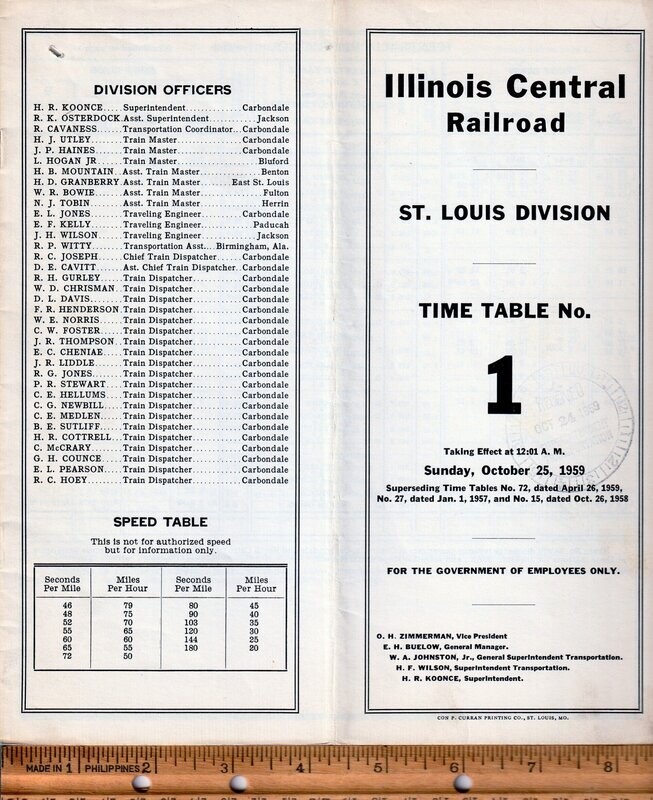 DIVISION OFFICERS
H. R. KOONCE.....Superintendent..............Carbondale
R. K. OSTERDOCK.Asst. Superintendent............Jackson
R. CAVANESS......Transportation Coordinator...Carbondale
H. J. UTLEY......Train Master................Carbondale
J. P. HAINES.....Train Master................Carbondale
L. HOGAN JR......Train Master...................Bluford
H. B. MOUNTAIN..Asst. Train Master..............Benton
H. D. GRANBERRY.Asst. Train Master.......East St. Louis
W. R. BOWIE......Asst. Train Master..............Fulton
N. J. TOBIN......Asst. Train Master..............Herrin
E. L. JONES......Traveling Engineer..........Carbondale
E. F. KELLY......Traveling Engineer.............Paducah
J. H. WILSON.....Traveling Engineer.............Jackson
R. P. WITTY......Transportation Asst...Birmingham, Ala.
R. C. JOSEPH.....Chief Train Dispatcher......Carbondale
D. E. CAVITT.....Ast. Chief Train Dispatcher..Carbondale
R. H. GURLEY.....Train Dispatcher............Carbondale
W. D. CHRISMAN..Train Dispatcher............Carbondale
D. L. DAVIS......Train Dispatcher............Carbondale
F. R. HENDERSON.Train Dispatcher............Carbondale
W. E. NORRIS.....Train Dispatcher............Carbondale
C. W. FOSTER.....Train Dispatcher............Carbondale
J. R. THOMPSON...Train Dispatcher............Carbondale
E. C. CHENIAE....Train Dispatcher............Carbondale
J. R. LIDDLE.....Train Dispatcher............Carbondale
R. G. JONES......Train Dispatcher............Carbondale
P. R. STEWART....Train Dispatcher............Carbondale
C. E. HELLUMS....Train Dispatcher............Carbondale
C. G. NEWBILL....Train Dispatcher............Carbondale
C. E. MEDLEN.....Train Dispatcher............Carbondale
B. E. SUTLIFF....Train Dispatcher............Carbondale
H. R. COTTRELL...Train Dispatcher............Carbondale
C. McCRARY.......Train Dispatcher............Carbondale
G. H. COUNCE.....Train Dispatcher............Carbondale
E. L. PEARSON....Train Dispatcher............Carbondale
R. C. HOEY.......Train Dispatcher............Carbondale
SPEED TABLE
This is not for authorized speed
but for information only.
Seconds Per Mile Miles Per Hour Seconds Per Mile Miles Per Hour
46 79 80 45
48 75 90 40
52 70 103 35
55 65 120 30
60 60 144 25
65 55 180 20
72 50
Illinois Central
Railroad
ST. LOUIS DIVISION
TIME TABLE No.
1
OCT 24 1959
Taking Effect at 12:01 A. M.
Sunday, October 25, 1959
Superseding Time Tables No. 72, dated April 26, 1959,
No. 27, dated Jan. 1, 1957, and No. 15, dated Oct. 26, 1958
FOR THE GOVERNMENT OF EMPLOYEES ONLY.
O. H. ZIMMERMAN, Vice President
E. H. BUELOW, General Manager.
W. A. JOHNSTON, Jr., General Superintendent Transportation.
H. F. WILSON, Superintendent Transportation.
H. R. KOONCE, Superintendent.
CON P. CURRAN PRINTING CO., ST. LOUIS, MO.
MADE IN 1 PHILIPPINES 2 3 4 5 6 7 8